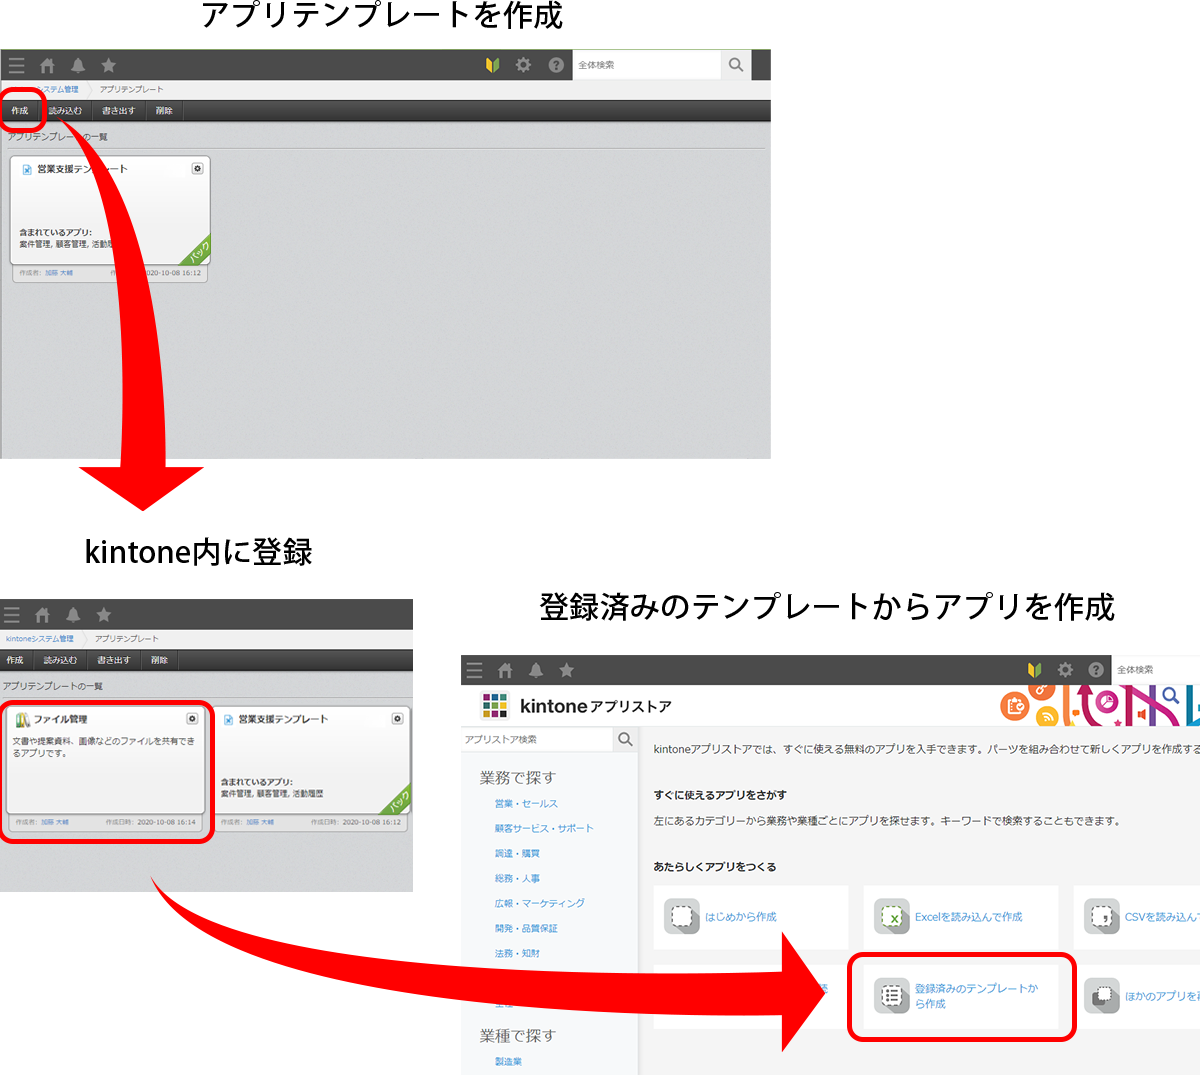 アプリテンプレートを作成
全体検索
システム管理
アプリテンプレート
作成
読み込む
書き出す
削除
アプリテンプレートの一覧
営業支援テンプレート
含まれているアプリ:
案件管理, 顧客管理, 活動履
パック
作成者: 加藤 大輔
作
2020-10-08 16:12
kintone内に登録
kintoneシステム管理
アプリテンプレート
作成
読み込む
書き出す
削除
アプリテンプレートの一覧
ファイル管理
文書や提案資料、画像などのファイルを共有でき
るアプリです。
作成者: 加藤 大輔
作成日時: 2020-10-08 16:14
営業支援テンプレート
含まれているアプリ:
案件管理, 顧客管理, 活動履歴
パック
作成者: 加藤 大輔
作成日時: 2020-10-08 16:12
登録済みのテンプレートからアプリを作成
全体検索
kintoneアプリストア
アプリストア検索
業務で探す
営業・セールス
顧客サービス・サポート
調達・購買
総務・人事
広報・マーケティング
開発・品質保証
法務・知財
業種で探す
製造業
kintoneアプリストアでは、すぐに使える無料のアプリを入手できます。パーツを組み合わせて新しくアプリを作成する
すぐに使えるアプリをさがす
左にあるカテゴリーから業務や業種ごとにアプリを探せます。キーワードで検索することもできます。
あたらしくアプリをつくる
はじめから作成
Excelを読み込んで作成
CSVを読み込んで
登録済みのテンプレートか
ら作成
ほかのアプリを再